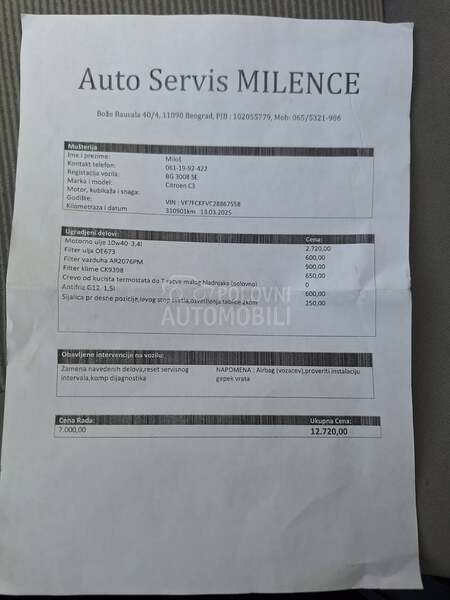 Auto Servis MILENCE
Božo Raucala 40/4, 11090 Beograd, PIB : 102055779, Mob: 065/5321-986
Mušterija
Ime i prezime: Miloš
Kontakt telefon: 061-19-92-422
Registacija vozila: BG 3008 SE
Marka i model: Citroen C3
Motor, kubikaža i snaga:
Godište: VIN : VF7FCKFVC28867558
Kilometraza i datum 310901km 13.03.2025
Ugradjeni delovi: Cena:
Motorno ulje 10w40 3,4l 2.720,00
Filter ulja OE673 600,00
Filter vazduha AR2076PM 900,00
Filter klime CK9398 650,00
Crevo od kucista termostata do T racve malog hladnjaka (polovno) 0
Antifriz G12 1,5l 600,00
Sijalica pr desne pozicije,levog stop svetla,osvetljenja tablice 2kom 250,00
POLOVNI
AUTOMOBILI
Obavljene intervencije na vozilu:
Zamena navedenih delova,reset servisnog NAPOMENA : Airbag (vozacev),proveriti instalaciju
intervala,komp dijagnostika gepek vrata
Cena Rada: Ukupna Cena:
7.000,00 12.720,00